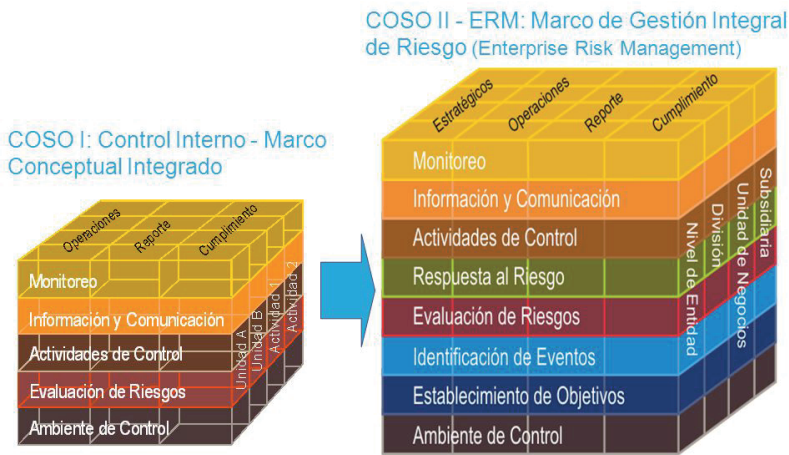 COSO I: Control Interno - Marco
Conceptual Integrado
Operaciones
Reporte
Cumplimiento
Monitoreo
Información y Comunicación
Actividades de Control
Evaluación de Riesgos
Ambiente de Control
Unidad A
Unidad B
Actividad 1
Actividad 2
COSO II - ERM: Marco de Gestión Integral
de Riesgo (Enterprise Risk Management)
Estratégicos
Operaciones
Reporte
Cumplimiento
Monitoreo
Información y Comunicación
Actividades de Control
Respuesta al Riesgo
Evaluación de Riesgos
Identificación de Eventos
Establecimiento de Objetivos
Ambiente de Control
Nivel de Entidad
División
Unidad de Negocios
Subsidiaria